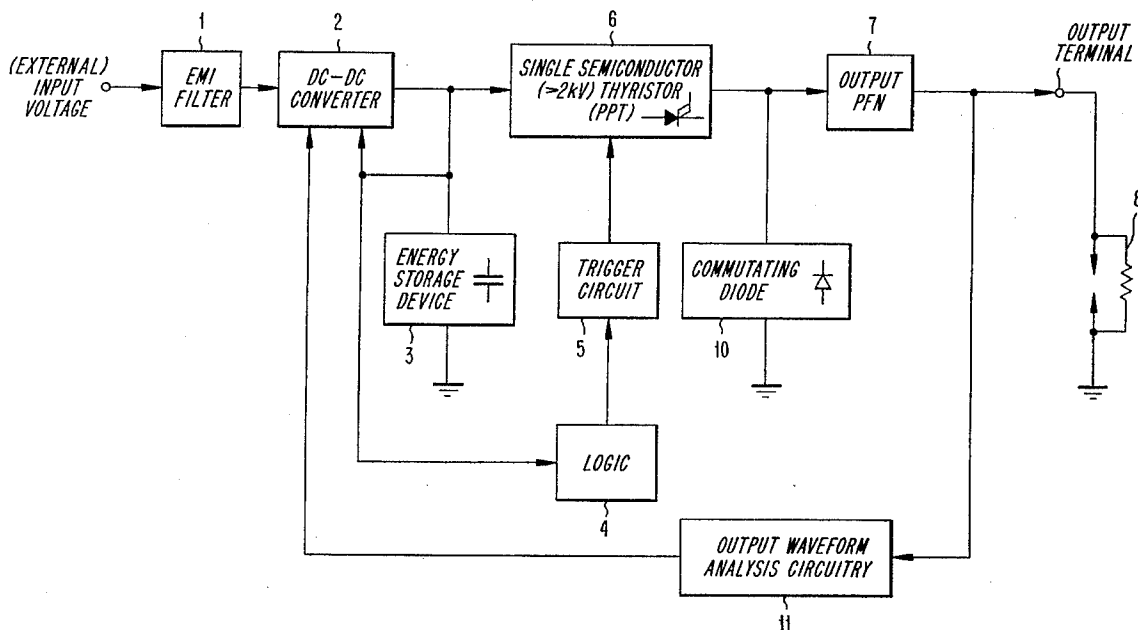 1
2
6
7
OUTPUT
TERMINAL
(EXTERNAL)
INPUT
VOLTAGE
EMI
FILTER
DC-DC
CONVERTER
SINGLE SEMICONDUCTOR
(>2kV) THYRISTOR
(PPT)
OUTPUT
PFN
8
ENERGY
STORAGE
DEVICE
3
TRIGGER
CIRCUIT
5
COMMUTATING
DIODE
10
LOGIC
4
OUTPUT WAVEFORM
ANALYSIS CIRCUITRY
11